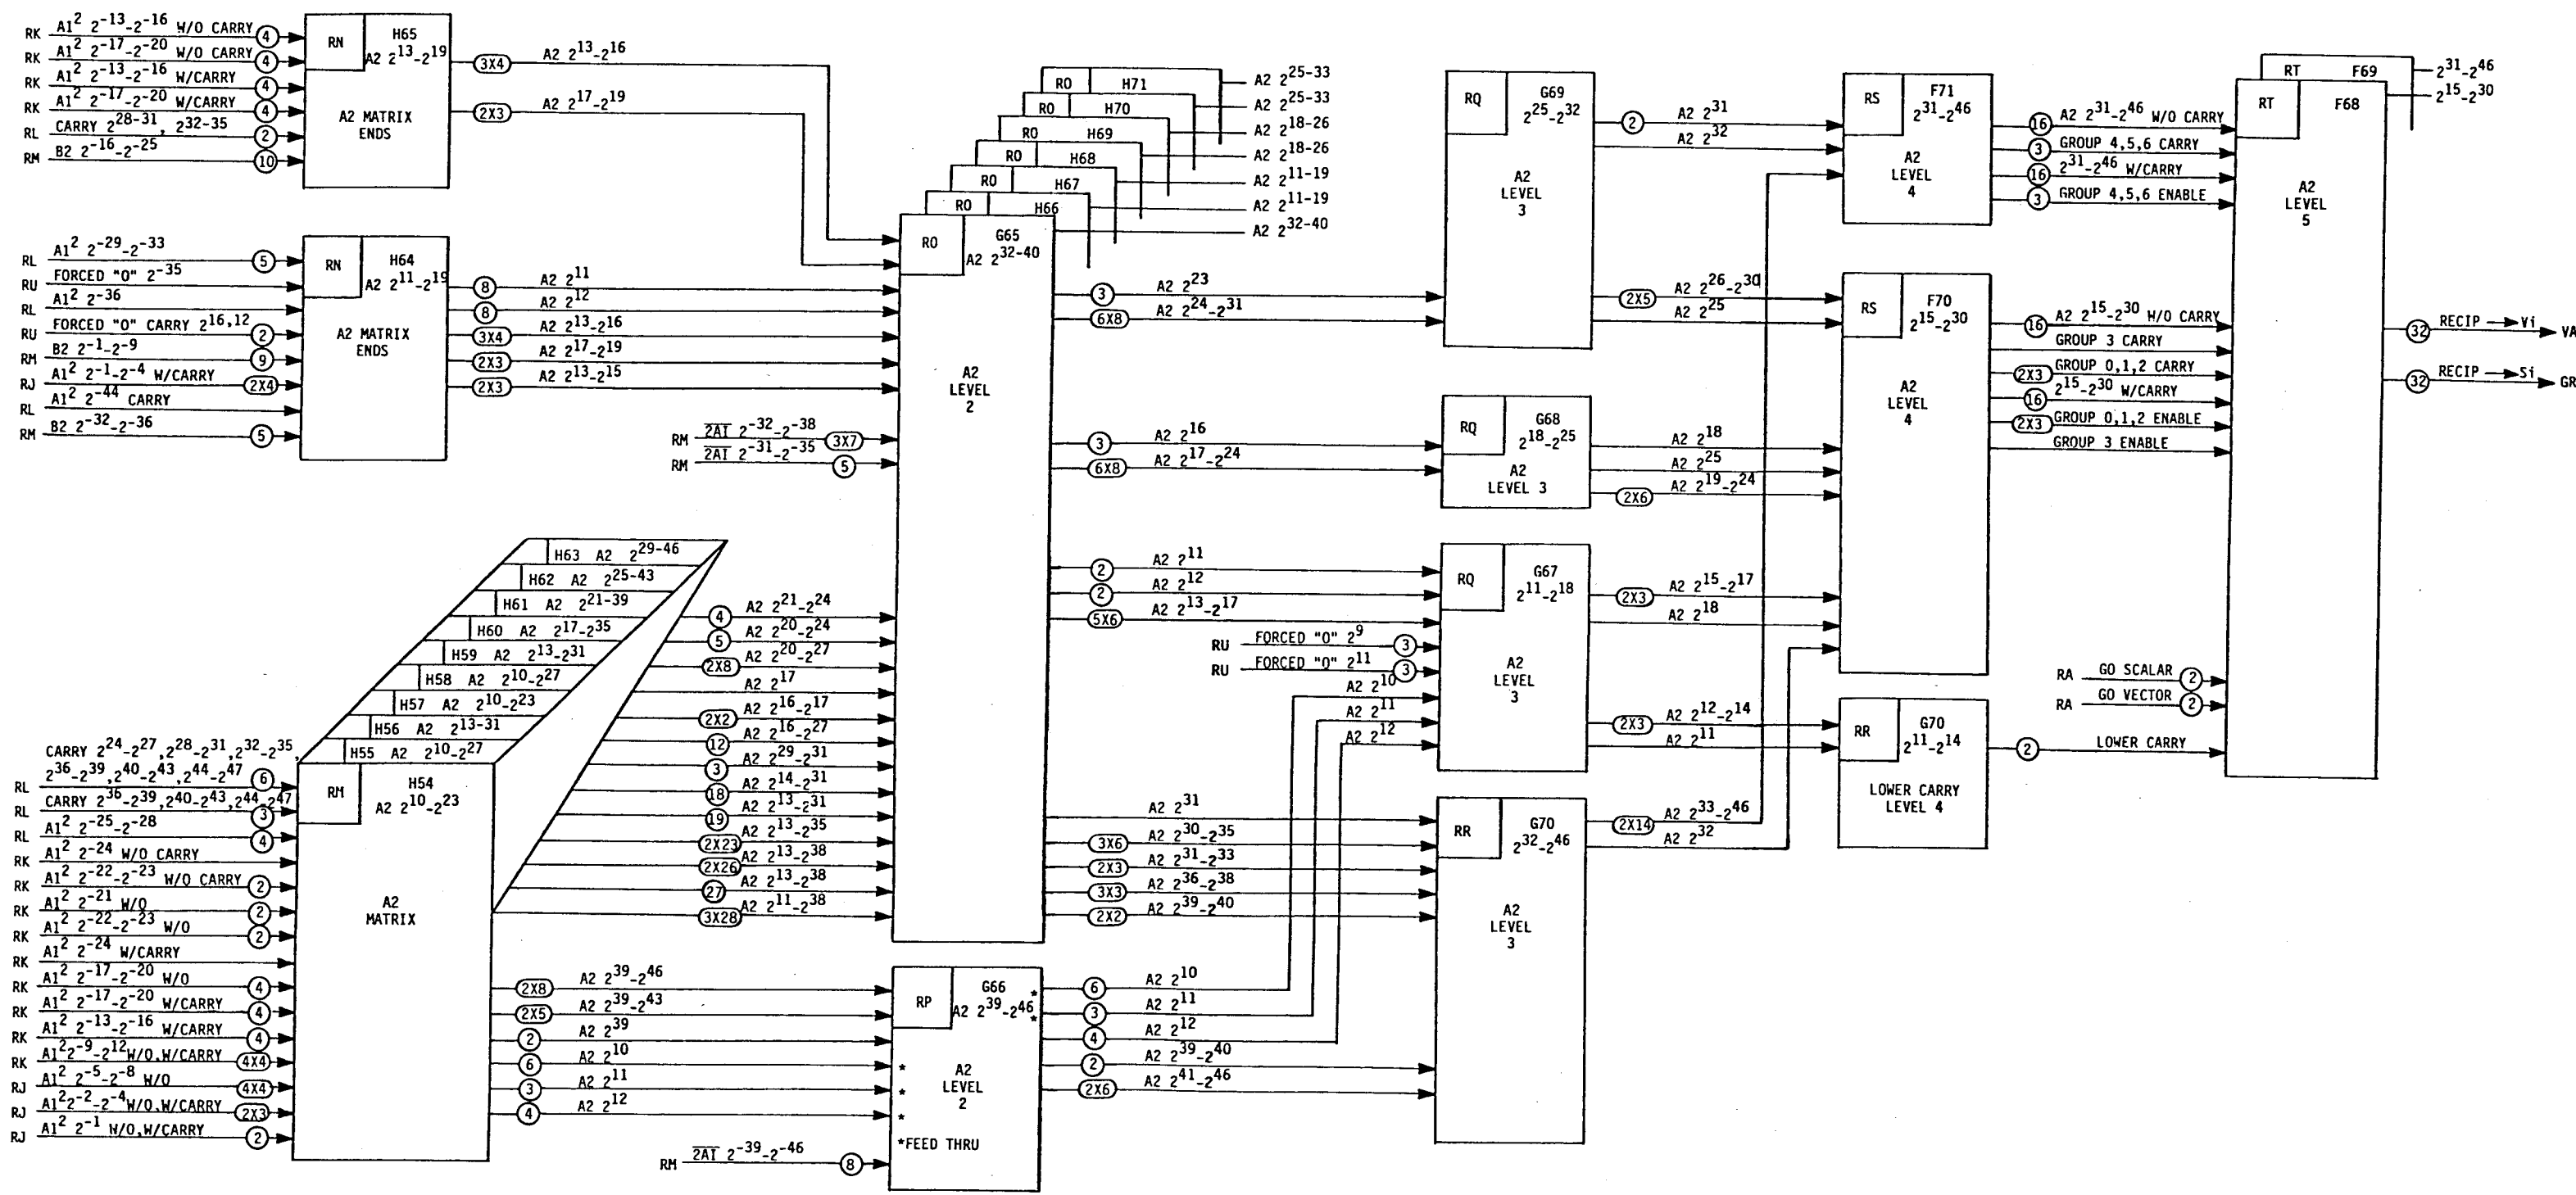 RK A1² 2⁻¹³-2⁻¹⁶ W/O CARRY 4
RK A1² 2⁻¹⁷-2⁻²⁰ W/O CARRY 4
RK A1² 2⁻¹³-2⁻¹⁶ W/CARRY 4
RK A1² 2⁻¹⁷-2⁻²⁰ W/CARRY 4
RL CARRY 2²⁸⁻³¹, 2³²⁻³⁵ 2
RM B2 2⁻¹⁶-2⁻²⁵ 10
RN H65
A2 2¹³-2¹⁹
A2 MATRIX
ENDS
3X4 A2 2¹³-2¹⁶
2X3 A2 2¹⁷-2¹⁹
RL A1² 2⁻²⁹-2⁻³³ 5
RU FORCED "0" 2⁻³⁵
RL A1² 2⁻³⁶
RU FORCED "0" CARRY 2¹⁶,¹² 2
RM B2 2⁻¹-2⁻⁹ 9
RJ A1² 2⁻¹-2⁻⁴ W/CARRY 2X4
RL A1² 2⁻⁴⁴ CARRY
RM B2 2⁻³²-2⁻³⁶ 5
RN H64
A2 2¹¹-2¹⁹
A2 MATRIX
ENDS
8 A2 2¹¹
8 A2 2¹²
3X4 A2 2¹³-2¹⁶
2X3 A2 2¹⁷-2¹⁹
2X3 A2 2¹³-2¹⁵
RM 2A̅I̅ 2⁻³²-2⁻³⁸ 3X7
RM 2A̅I̅ 2⁻³¹-2⁻³⁵ 5
H63 A2 2²⁹⁻⁴⁶
H62 A2 2²⁵⁻⁴³
H61 A2 2²¹⁻³⁹
H60 A2 2¹⁷-2³⁵
H59 A2 2¹³-2³¹
H58 A2 2¹⁰-2²⁷
H57 A2 2¹⁰-2²³
H56 A2 2¹³⁻³¹
H55 A2 2¹⁰-2²⁷
RM H54
A2 2¹⁰-2²³
A2
MATRIX
CARRY 2²⁴-2²⁷,2²⁸-2³¹,2³²-2³⁵,
RL 2³⁶-2³⁹,2⁴⁰-2⁴³,2⁴⁴-2⁴⁷ 6
RL CARRY 2³⁶-2³⁹,2⁴⁰-2⁴³,2⁴⁴-2⁴⁷ 3
RL A1² 2⁻²⁵-2⁻²⁸ 4
RK A1² 2⁻²⁴ W/O CARRY
RK A1² 2⁻²²-2⁻²³ W/O CARRY 2
RK A1² 2⁻²¹ W/O 2
RK A1² 2⁻²²-2⁻²³ W/O 2
RK A1² 2⁻²⁴ W/CARRY
RK A1² 2⁻¹⁷-2⁻²⁰ W/O 4
RK A1² 2⁻¹⁷-2⁻²⁰ W/CARRY 4
RK A1² 2⁻¹³-2⁻¹⁶ W/CARRY 4
RK A1²2⁻⁹-2¹²W/O,W/CARRY 4X4
RJ A1² 2⁻⁵-2⁻⁸ W/O 4X4
RJ A1²2⁻²-2⁻⁴W/O,W/CARRY 2X3
RJ A1² 2⁻¹ W/O,W/CARRY 2
4 A2 2²¹-2²⁴
5 A2 2²⁰-2²⁴
2X8 A2 2²⁰-2²⁷
A2 2¹⁷
2X2 A2 2¹⁶-2¹⁷
12 A2 2¹⁶-2²⁷
3 A2 2²⁹-2³¹
18 A2 2¹⁴-2³¹
19 A2 2¹³-2³¹
2X23 A2 2¹³-2³⁵
2X26 A2 2¹³-2³⁸
27 A2 2¹³-2³⁸
3X28 A2 2¹¹-2³⁸
2X8 A2 2³⁹-2⁴⁶
2X5 A2 2³⁹-2⁴³
2 A2 2³⁹
6 A2 2¹⁰
3 A2 2¹¹
4 A2 2¹²
RM 2A̅I̅ 2⁻³⁹-2⁻⁴⁶ 8
RO H71 A2 2²⁵⁻³³
RO H70 A2 2²⁵⁻³³
RO H69 A2 2¹⁸⁻²⁶
RO H68 A2 2¹⁸⁻²⁶
RO H67 A2 2¹¹⁻¹⁹
RO H66 A2 2¹¹⁻¹⁹
RO G65 A2 2³²⁻⁴⁰
A2 2³²⁻⁴⁰
A2
LEVEL
2
3 A2 2²³
6X8 A2 2²⁴-2³¹
3 A2 2¹⁶
6X8 A2 2¹⁷-2²⁴
2 A2 2¹¹
2 A2 2¹²
5X6 A2 2¹³-2¹⁷
RU FORCED "0" 2⁹ 3
RU FORCED "0" 2¹¹ 3
A2 2¹⁰
A2 2¹¹
A2 2¹²
A2 2³¹
3X6 A2 2³⁰-2³⁵
2X3 A2 2³¹-2³³
3X3 A2 2³⁶-2³⁸
2X2 A2 2³⁹-2⁴⁰
RP G66
A2 2³⁹-2⁴⁶ *
*
A2
LEVEL
2
*
*
*
*FEED THRU
6 A2 2¹⁰
3 A2 2¹¹
4 A2 2¹²
2 A2 2³⁹-2⁴⁰
2X6 A2 2⁴¹-2⁴⁶
RQ G69
2²⁵-2³²
A2
LEVEL
3
2 A2 2³¹
A2 2³²
2X5 A2 2²⁶-2³⁰
A2 2²⁵
RQ G68
2¹⁸-2²⁵
A2
LEVEL 3
A2 2¹⁸
A2 2²⁵
2X6 A2 2¹⁹-2²⁴
RQ G67
2¹¹-2¹⁸
A2
LEVEL
3
2X3 A2 2¹⁵-2¹⁷
A2 2¹⁸
2X3 A2 2¹²-2¹⁴
A2 2¹¹
RR G70
2³²-2⁴⁶
A2
LEVEL
3
2X14 A2 2³³-2⁴⁶
A2 2³²
RS F71
2³¹-2⁴⁶
A2
LEVEL
4
16 A2 2³¹-2⁴⁶ W/O CARRY
3 GROUP 4,5,6 CARRY
16 2³¹-2⁴⁶ W/CARRY
3 GROUP 4,5,6 ENABLE
RS F70
2¹⁵-2³⁰
A2
LEVEL
4
16 A2 2¹⁵-2³⁰ W/O CARRY
GROUP 3 CARRY
2X3 GROUP 0,1,2 CARRY
16 2¹⁵-2³⁰ W/CARRY
2X3 GROUP 0,1,2 ENABLE
GROUP 3 ENABLE
RR G70
2¹¹-2¹⁴
LOWER CARRY
LEVEL 4
RA GO SCALAR 2
RA GO VECTOR 2
2 LOWER CARRY
RT F69 2³¹-2⁴⁶
RT F68 2¹⁵-2³⁰
A2
LEVEL
5
32 RECIP Vi VA
32 RECIP Si GR